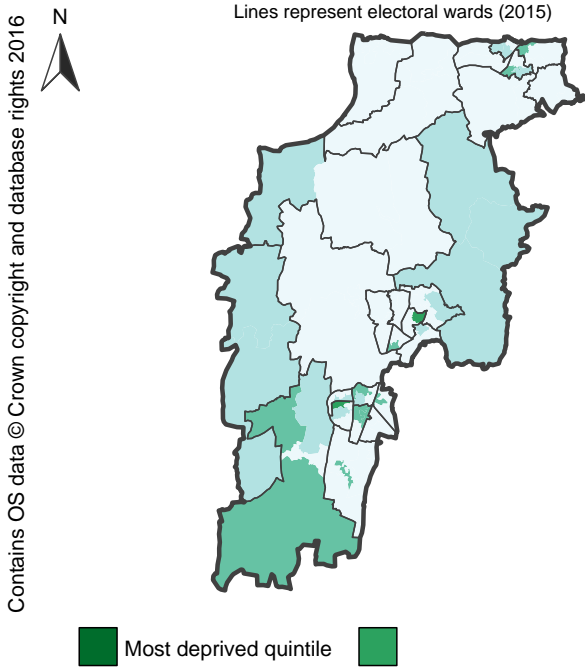 Lines represent electoral wards (2015)
N
Contains OS data © Crown copyright and database rights 2016
Most deprived quintile